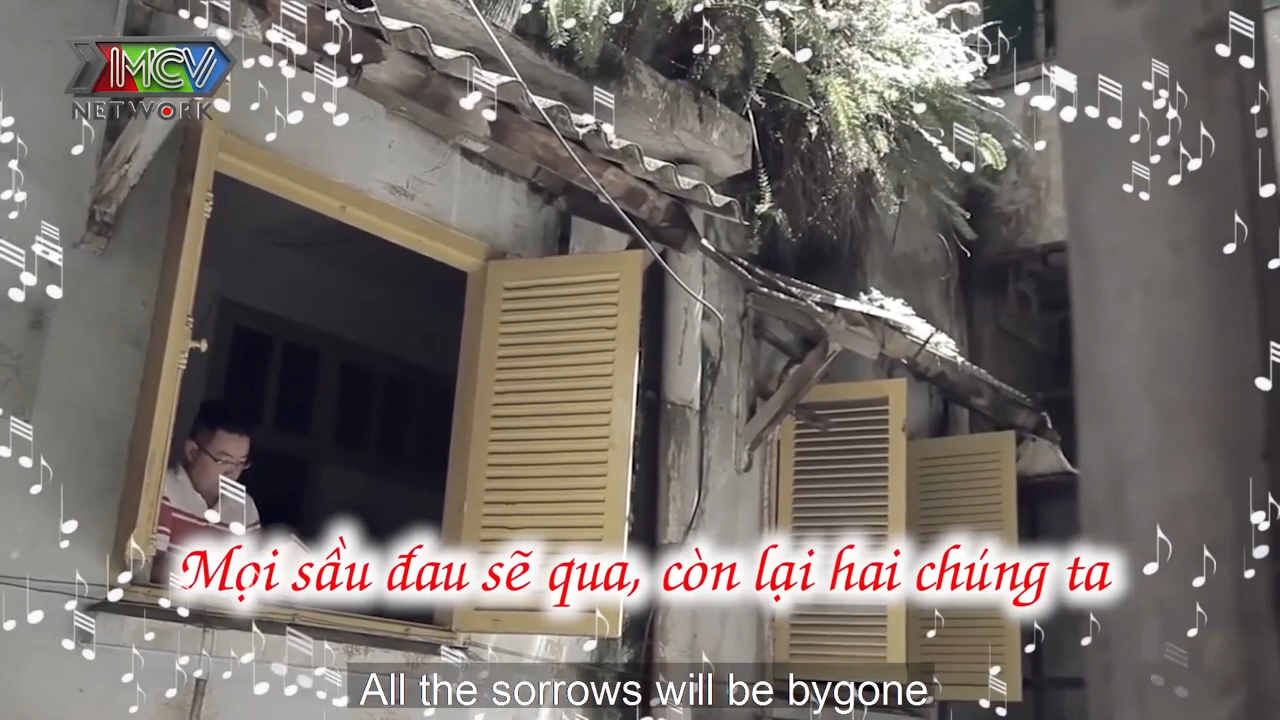 MCV
NETWORK
Mọi sầu đau sẽ qua, còn lại hai chúng ta
All the sorrows will be bygone